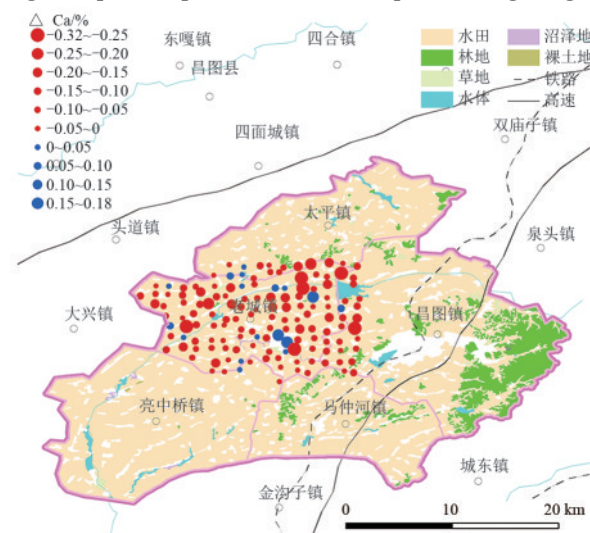 △ Ca/%
−0.32~−0.25
−0.25~−0.20
−0.20~−0.15
−0.15~−0.10
−0.10~−0.05
−0.05~0
0~0.05
0.05~0.10
0.10~0.15
0.15~0.18
水田
林地
草地
水体
沼泽地
裸土地
铁路
高速
东嘎镇
四合镇
昌图县
四面城镇
双庙子镇
头道镇
太平镇
泉头镇
大兴镇
老城镇
昌图镇
亮中桥镇
马仲河镇
城东镇
金沟子镇
0 10 20 km